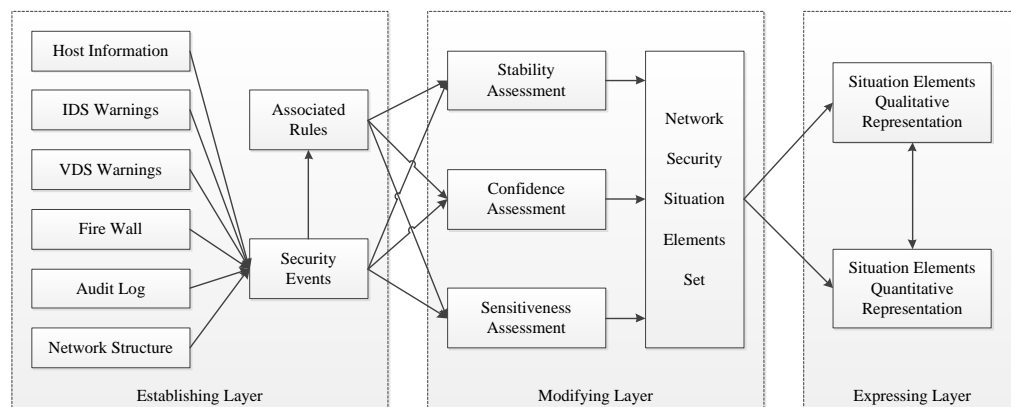 Host Information
IDS Warnings
VDS Warnings
Fire Wall
Audit Log
Network Structure
Associated
Rules
Security
Events
Establishing Layer
Stability
Assessment
Confidence
Assessment
Sensitiveness
Assessment
Network
Security
Situation
Elements
Set
Modifying Layer
Situation Elements
Qualitative
Representation
Situation Elements
Quantitative
Representation
Expressing Layer